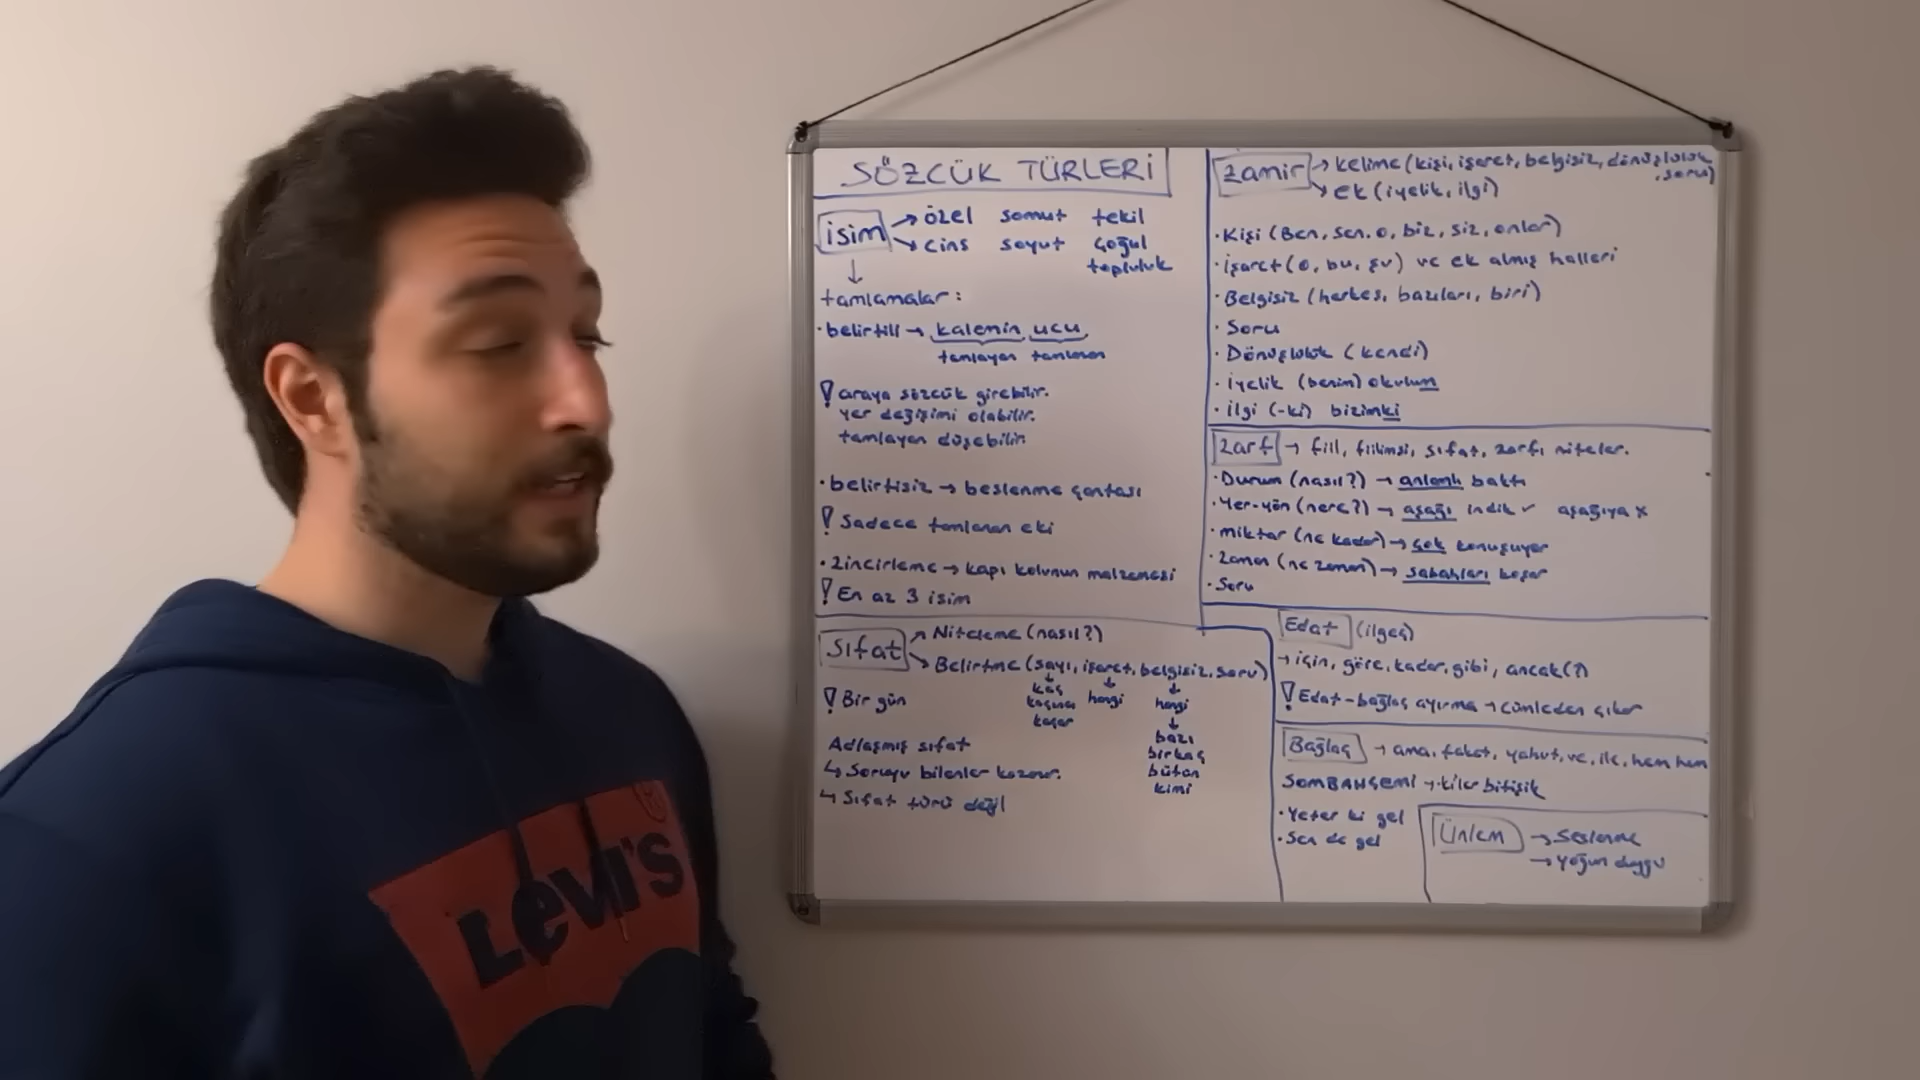 SÖZCÜK TÜRLERİ
isim → özel somut tekil
→ cins soyut çoğul
topluluk
↓
tamlamalar:
• belirtili → kalemin ucu
tamlayan tamlanan
! araya sözcük girebilir.
yer değişimi olabilir.
tamlayan düşebilir
• belirtisiz → beslenme çantası
! Sadece tamlanan eki
• Zincirleme → kapı kolunun malzemesi
! En az 3 isim
Sıfat → Niteleme (nasıl?)
→ Belirtme (sayı, işaret, belgisiz, soru)
↓ ↓ ↓
kaç hangi hangi
kaçıncı
kaçar
↓
bazı
birkaç
bütün
kimi
! Bir gün
Adlaşmış sıfat
↳ Soruyu bilenler kazanır.
↳ Sıfat türü değil
Zamir → kelime (kişi, işaret, belgisiz, dönüşlülük
, soru)
→ ek (iyelik, ilgi)
• Kişi (Ben, sen, o, biz, siz, onlar)
• işaret (o, bu, şu) ve ek almış halleri
• Belgisiz (herkes, bazıları, biri)
• Soru
• Dönüşlülük (kendi)
• iyelik (benim) okulum
• ilgi (-ki) bizimki
Zarf → fiil, fiilimsi, sıfat, zarfı niteler.
• Durum (nasıl?) → anlamlı baktı
• Yer-yön (nere?) → aşağı indik ✓ aşağıya x
• miktar (ne kadar) → çok konuşuyor
• Zaman (ne zaman) → sabahları koşar
• Soru
Edat (ilgeç)
→ için, göre, kadar, gibi, ancak(?)
! Edat-bağlaç ayırma → cümleden çıkar
Bağlaç → ama, fakat, yahut, ve, ile, hem hem
SOMBAHÇEMİ → kiler bitişik
• Yeter ki gel
• Sen de gel
Ünlem → Seslenme
→ Yoğun duygu
LEVI'S